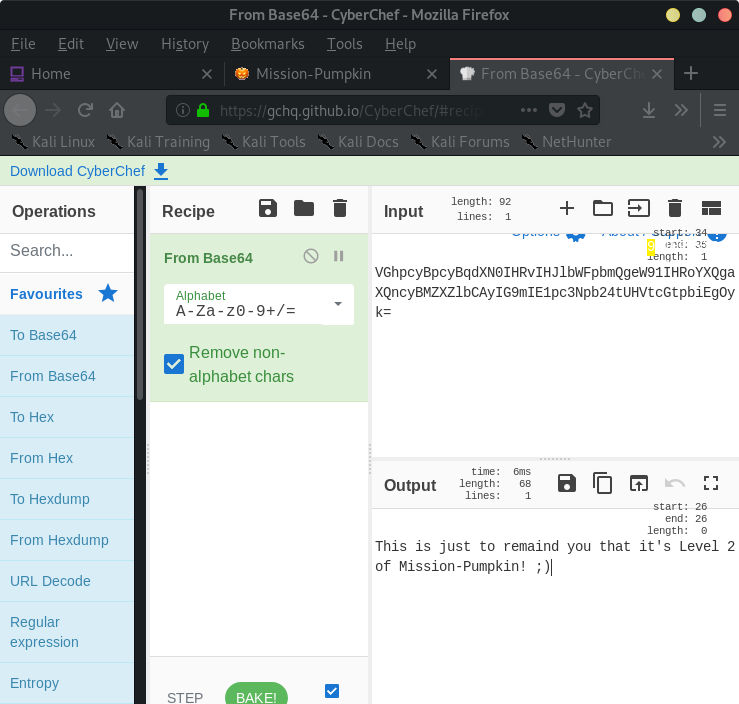 From Base64 - CyberChef - Mozilla Firefox
File Edit View History Bookmarks Tools Help
Home
Mission-Pumpkin
From Base64 - CyberChe
https://gchq.github.io/CyberChef/#recip
Kali Linux Kali Training Kali Tools Kali Docs Kali Forums NetHunter
Download CyberChef
Operations
Search...
Favourites
To Base64
From Base64
To Hex
From Hex
To Hexdump
From Hexdump
URL Decode
Regular
expression
Entropy
Recipe
From Base64
Alphabet
A-Za-z0-9+/=
Remove non-
alphabet chars
STEP
BAKE!
Input
length: 92
lines: 1
start: 34
end: 35
length: 1
VGhpcyBpcyBqdXN0IHRvIHJlbWFpbmQgeW91IHRoYXQga
XQncyBMZXZlbCAyIG9mIE1pc3Npb24tUHVtcGtpbiEgOy
k=
Output
time: 6ms
length: 68
lines: 1
start: 26
end: 26
length: 0
This is just to remaind you that it's Level 2
of Mission-Pumpkin! ;)